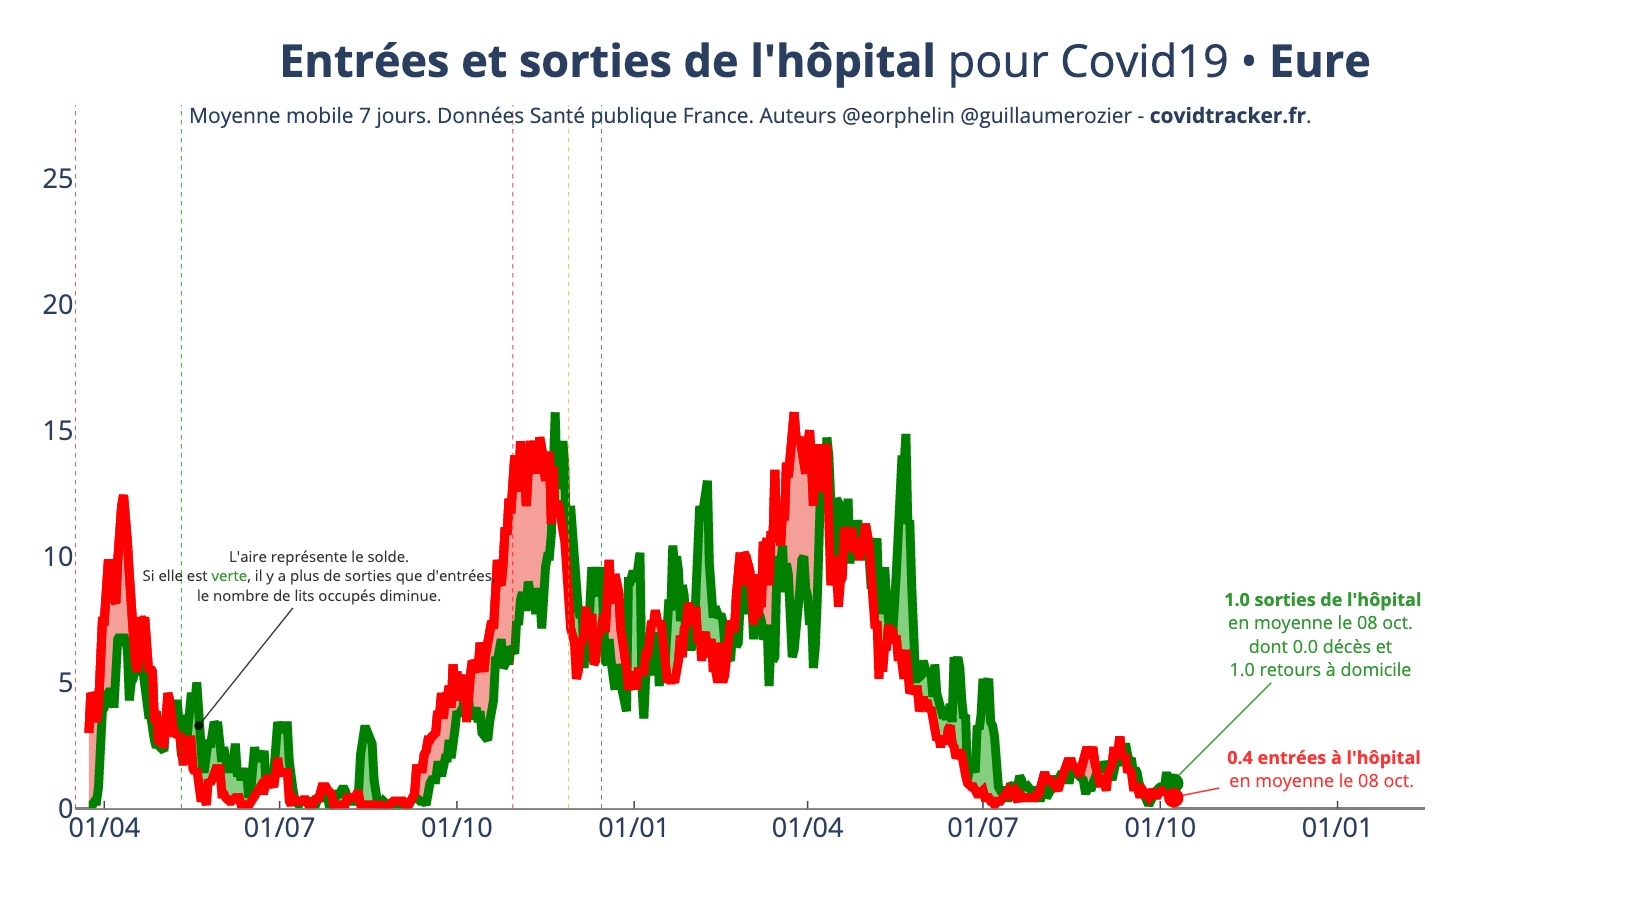 Entrées et sorties de l'hôpital pour Covid19 • Eure
Moyenne mobile 7 jours. Données Santé publique France. Auteurs @eorphelin @guillaumerozier - covidtracker.fr.
25
20
15
10
5
0
L'aire représente le solde.
Si elle est verte, il y a plus de sorties que d'entrées,
le nombre de lits occupés diminue.
1.0 sorties de l'hôpital
en moyenne le 08 oct.
dont 0.0 décès et
1.0 retours à domicile
0.4 entrées à l'hôpital
en moyenne le 08 oct.
01/04 01/07 01/10 01/01 01/04 01/07 01/10 01/01